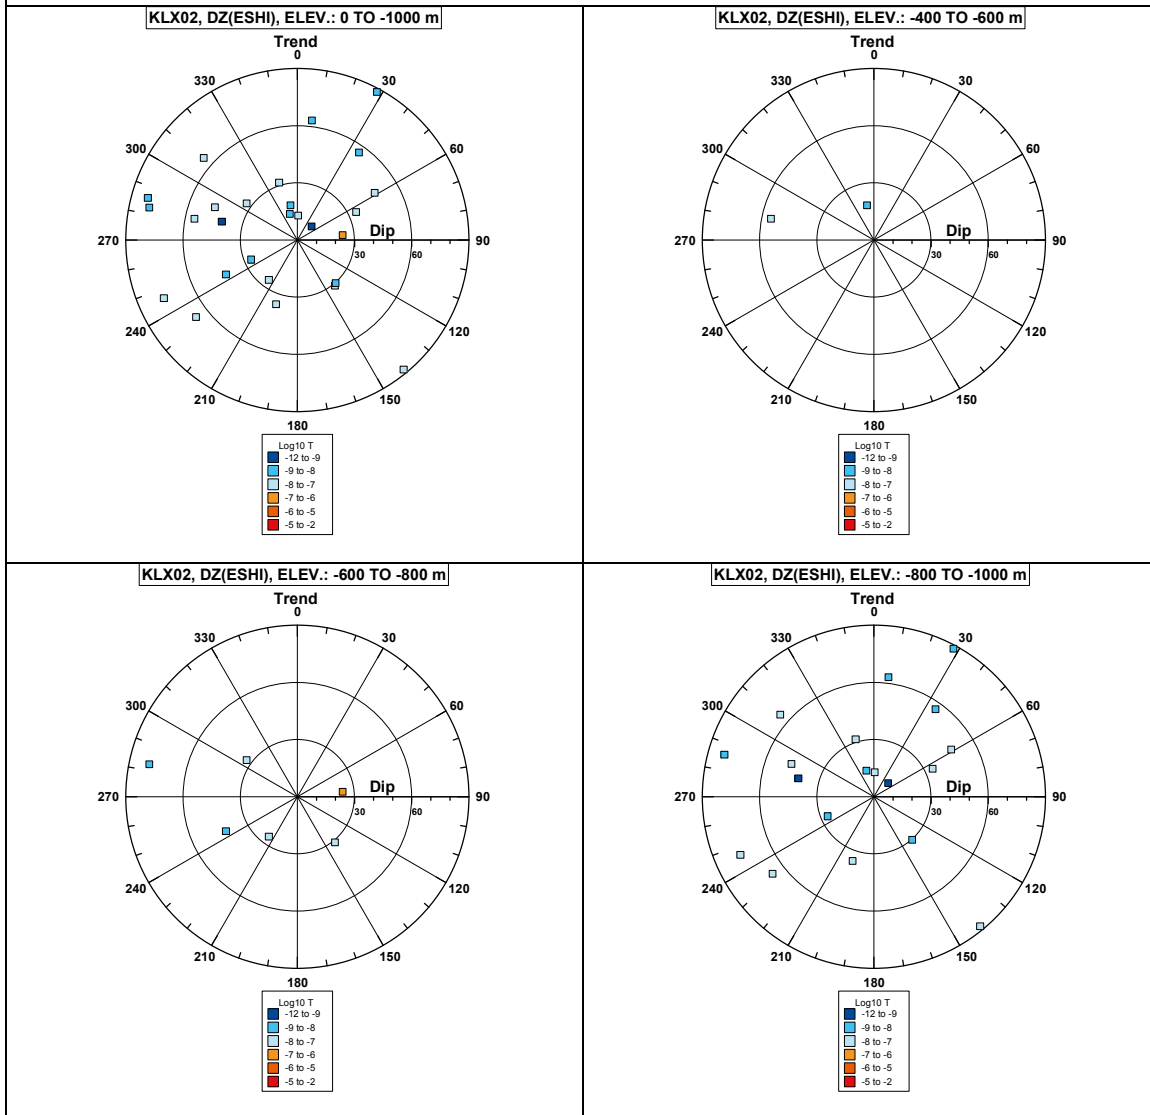 KLX02, DZ(ESHI), ELEV.: 0 TO -1000 m
Trend
0
330
30
300
60
Dip
270
30
60
90
240
120
210
150
180
Log10 T
-12 to -9
-9 to -8
-8 to -7
-7 to -6
-6 to -5
-5 to -2
KLX02, DZ(ESHI), ELEV.: -400 TO -600 m
Trend
0
330
30
300
60
Dip
270
30
60
90
240
120
210
150
180
Log10 T
-12 to -9
-9 to -8
-8 to -7
-7 to -6
-6 to -5
-5 to -2
KLX02, DZ(ESHI), ELEV.: -600 TO -800 m
Trend
0
330
30
300
60
Dip
270
30
60
90
240
120
210
150
180
Log10 T
-12 to -9
-9 to -8
-8 to -7
-7 to -6
-6 to -5
-5 to -2
KLX02, DZ(ESHI), ELEV.: -800 TO -1000 m
Trend
0
330
30
300
60
Dip
270
30
60
90
240
120
210
150
180
Log10 T
-12 to -9
-9 to -8
-8 to -7
-7 to -6
-6 to -5
-5 to -2